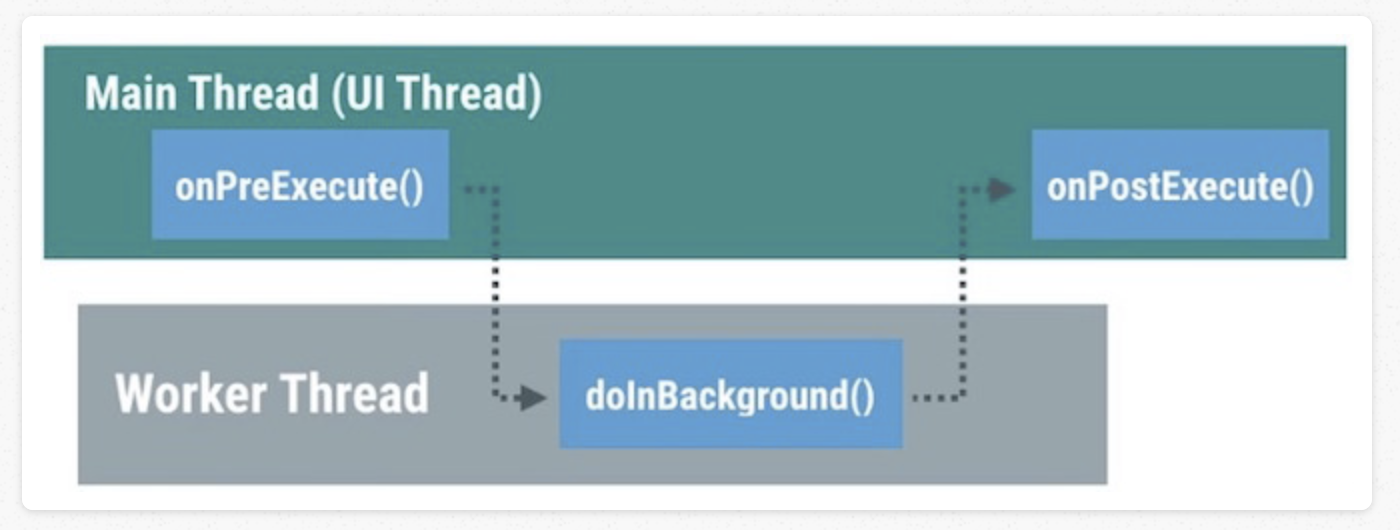 Main Thread (UI Thread)
onPreExecute()
onPostExecute()
Worker Thread
doInBackground()